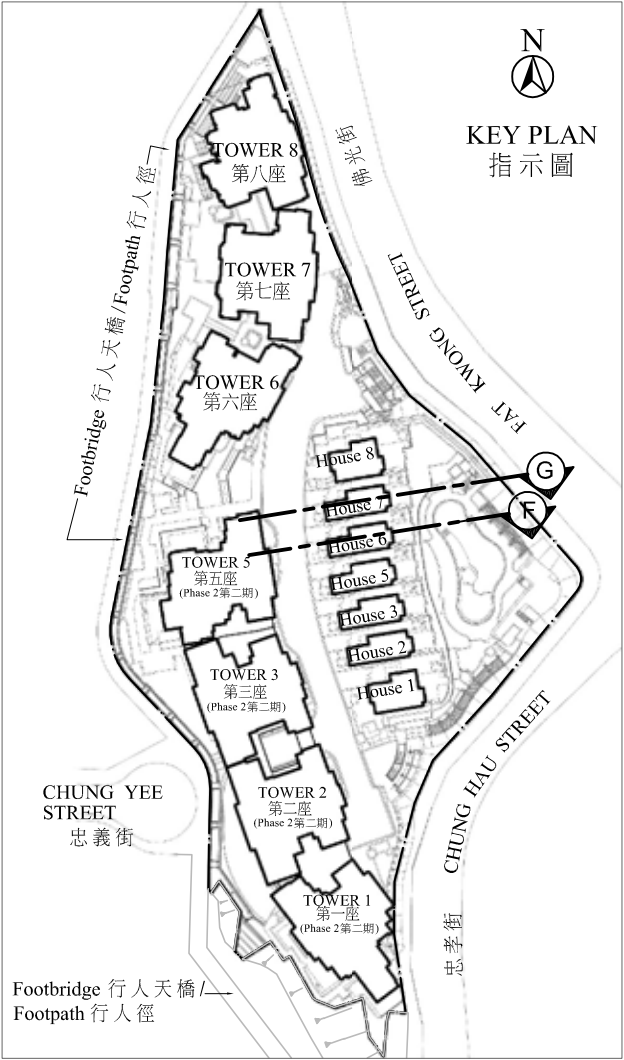 N
KEY PLAN
指示圖
TOWER 8
第八座
佛光街
FAT KWONG STREET
Footbridge 行人天橋/Footpath 行人徑
TOWER 7
第七座
TOWER 6
第六座
House 8
G
House 7
F
House 6
TOWER 5
第五座
(Phase 2 第二期)
House 5
House 3
House 2
TOWER 3
第三座
(Phase 2 第二期)
House 1
CHUNG HAU STREET
忠孝街
CHUNG YEE
STREET
忠義街
TOWER 2
第二座
(Phase 2 第二期)
TOWER 1
第一座
(Phase 2 第二期)
Footbridge 行人天橋/
Footpath 行人徑